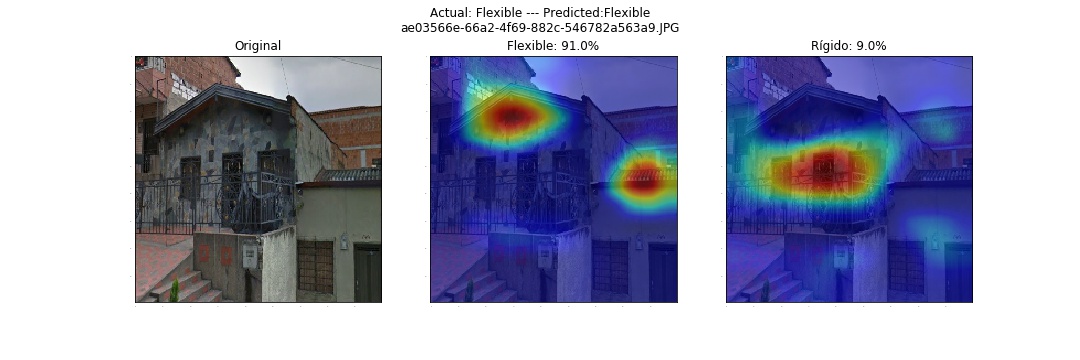 Actual: Flexible --- Predicted:Flexible
ae03566e-66a2-4f69-882c-546782a563a9.JPG
Original
Flexible: 91.0%
Rígido: 9.0%